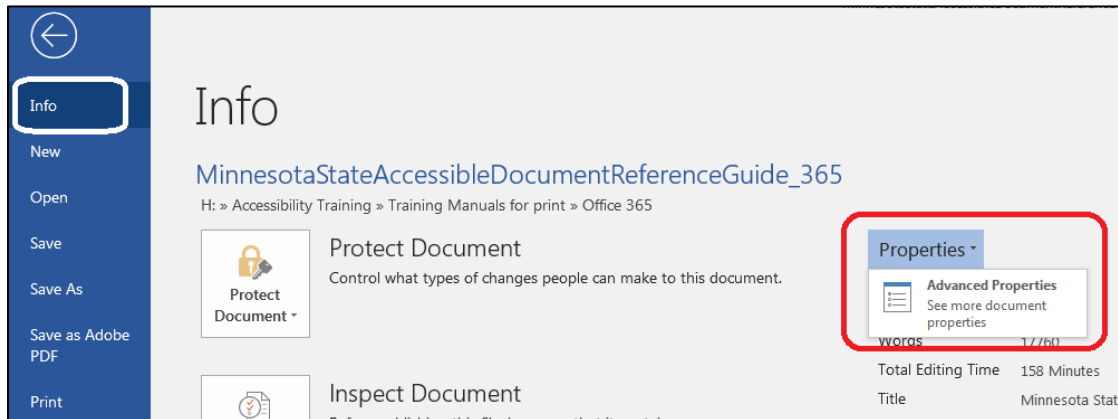 Info
New
Open
Save
Save As
Save as Adobe
PDF
Print
Info
MinnesotaStateAccessibleDocumentReferenceGuide_365
H: » Accessibility Training » Training Manuals for print » Office 365
Protect
Document
Protect Document
Control what types of changes people can make to this document.
Inspect Document
Properties
Advanced Properties
See more document
properties
Words 17760
Total Editing Time 158 Minutes
Title Minnesota Stat